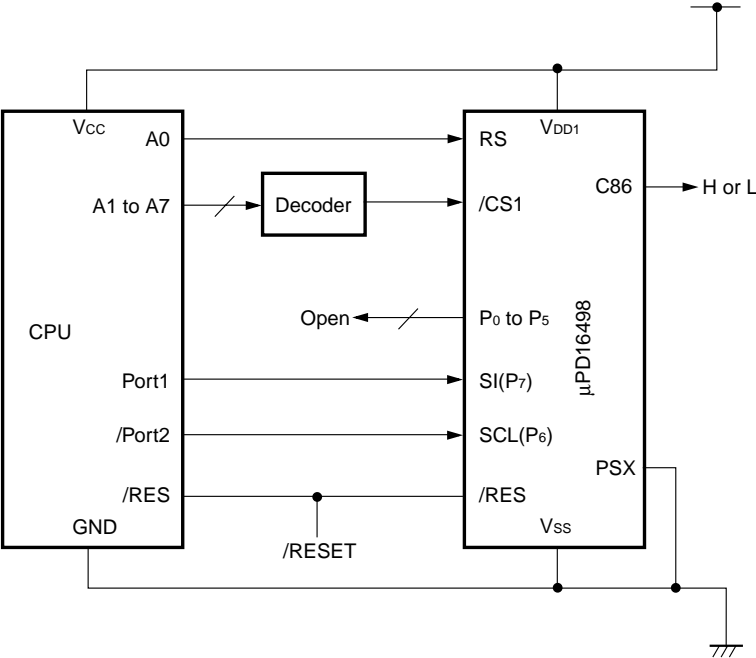 VCC
A0
A1 to A7
CPU
Port1
/Port2
/RES
GND
Decoder
Open
/RESET
VDD1
RS
/CS1
C86
H or L
P0 to P5
μPD16498
SI(P7)
SCL(P6)
PSX
/RES
VSS